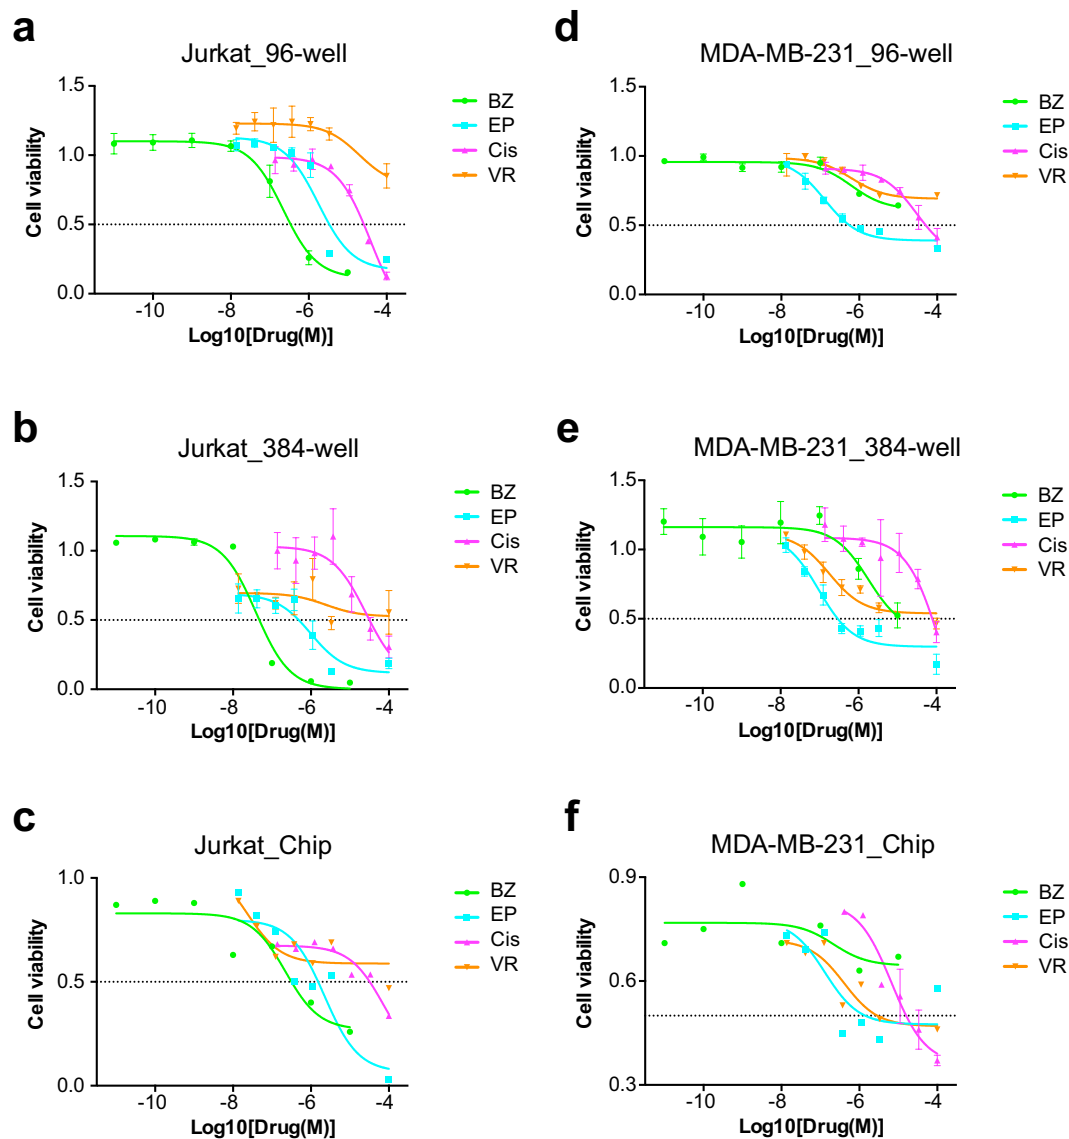 a
Jurkat_96-well
1.5
1.0
0.5
0.0
Cell viability
-10
-8
-6
-4
Log10[Drug(M)]
BZ
EP
Cis
VR
d
MDA-MB-231_96-well
1.5
1.0
0.5
0.0
Cell viability
-10
-8
-6
-4
Log10[Drug(M)]
BZ
EP
Cis
VR
b
Jurkat_384-well
1.5
1.0
0.5
0.0
Cell viability
-10
-8
-6
-4
Log10[Drug(M)]
BZ
EP
Cis
VR
e
MDA-MB-231_384-well
1.5
1.0
0.5
0.0
Cell viability
-10
-8
-6
-4
Log10[Drug(M)]
BZ
EP
Cis
VR
c
Jurkat_Chip
1.0
0.5
0.0
Cell viability
-10
-8
-6
-4
Log10[Drug(M)]
BZ
EP
Cis
VR
f
MDA-MB-231_Chip
0.9
0.6
0.3
Cell viability
-10
-8
-6
-4
Log10[Drug(M)]
BZ
EP
Cis
VR